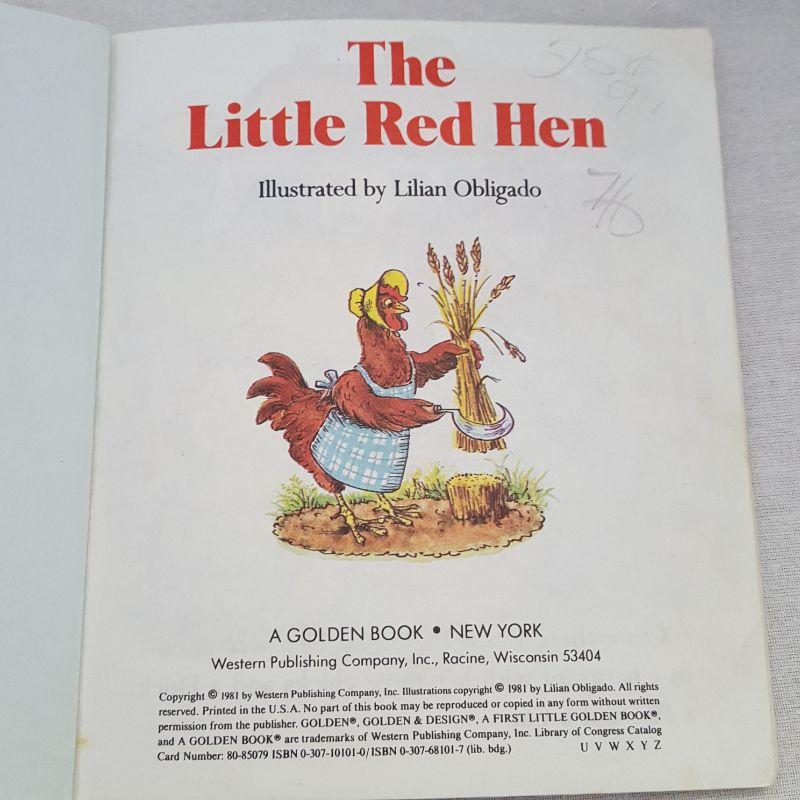 The
Little Red Hen
25¢
Illustrated by Lilian Obligado
A GOLDEN BOOK • NEW YORK
Western Publishing Company, Inc., Racine, Wisconsin 53404
Copyright © 1981 by Western Publishing Company, Inc. Illustrations copyright © 1981 by Lilian Obligado. All rights
reserved. Printed in the U.S.A. No part of this book may be reproduced or copied in any form without written
permission from the publisher. GOLDEN®, GOLDEN & DESIGN®, A FIRST LITTLE GOLDEN BOOK®,
and A GOLDEN BOOK® are trademarks of Western Publishing Company, Inc. Library of Congress Catalog
Card Number: 80-85079 ISBN 0-307-10101-0/ISBN 0-307-68101-7 (lib. bdg.) U V W X Y Z